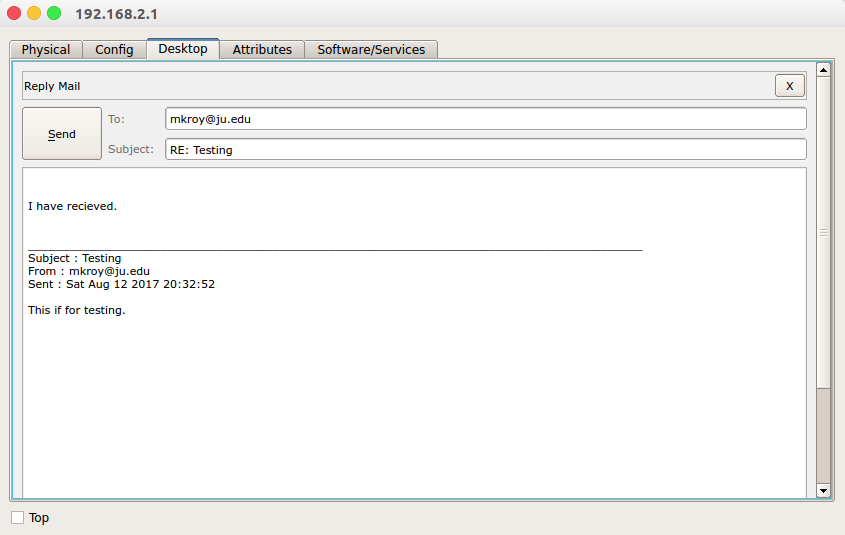 192.168.2.1
Physical Config Desktop Attributes Software/Services
Reply Mail X
Send
To: mkroy@ju.edu
Subject: RE: Testing
I have recieved.
Subject : Testing
From : mkroy@ju.edu
Sent : Sat Aug 12 2017 20:32:52
This if for testing.
Top